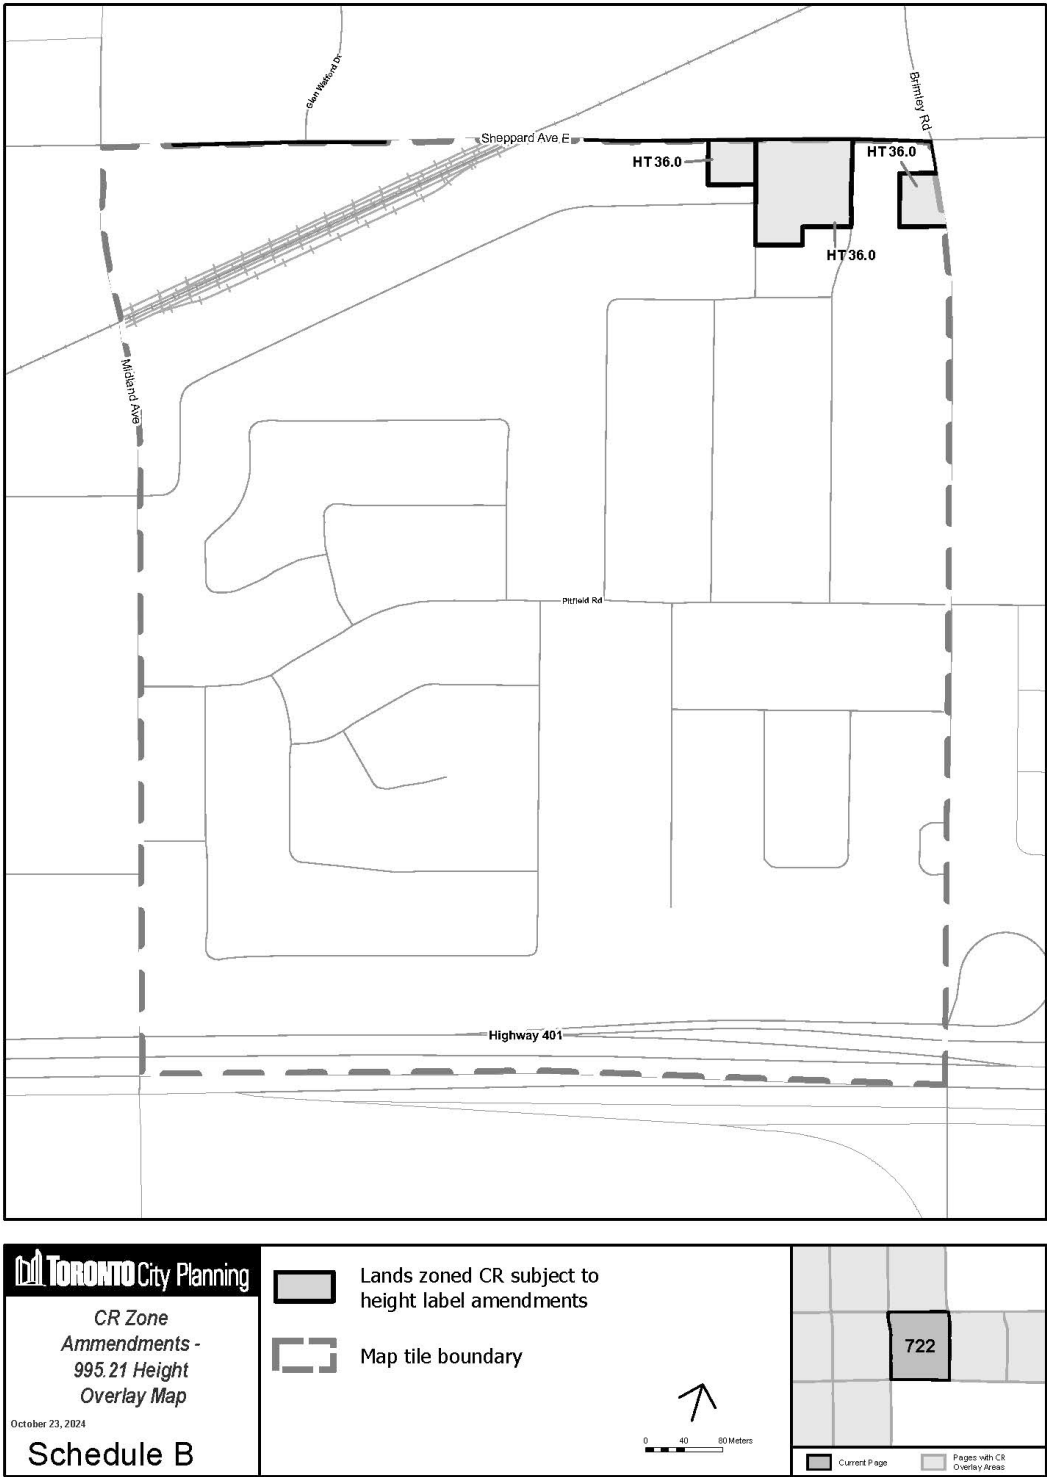 Glen Watford Dr
Brimley Rd
Sheppard Ave E
HT 36.0
HT 36.0
HT 36.0
Midland Ave
Pitfield Rd
Highway 401
TORONTO City Planning
CR Zone
Ammendments -
995.21 Height
Overlay Map
October 23, 2024
Schedule B
Lands zoned CR subject to
height label amendments
Map tile boundary
0 40 80 Meters
722
Current Page
Pages with CR
Overlay Areas